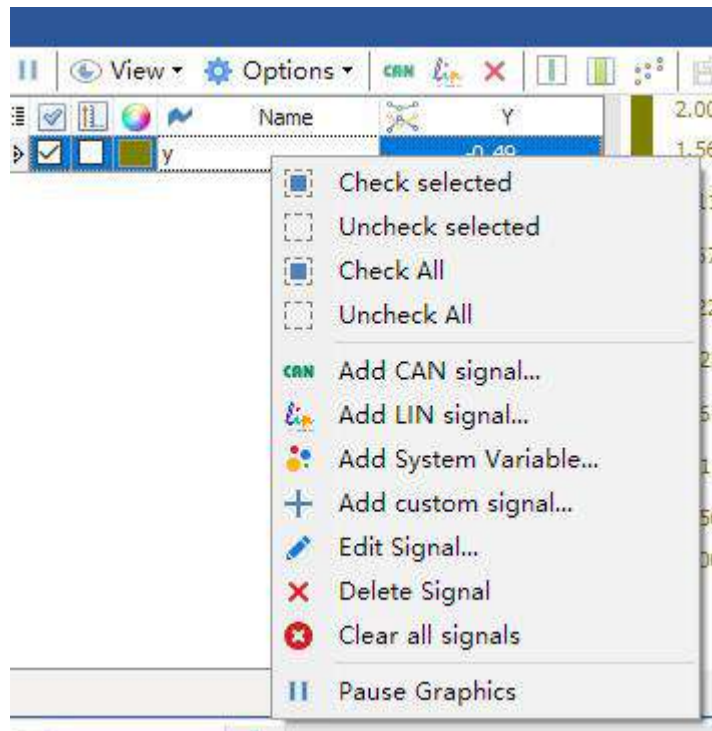 View Options CAN Lin
Name Y
y -0.49
2.00
1.56
Check selected
Uncheck selected
Check All
Uncheck All
CAN Add CAN signal...
Lin Add LIN signal...
Add System Variable...
Add custom signal...
Edit Signal...
Delete Signal
Clear all signals
Pause Graphics